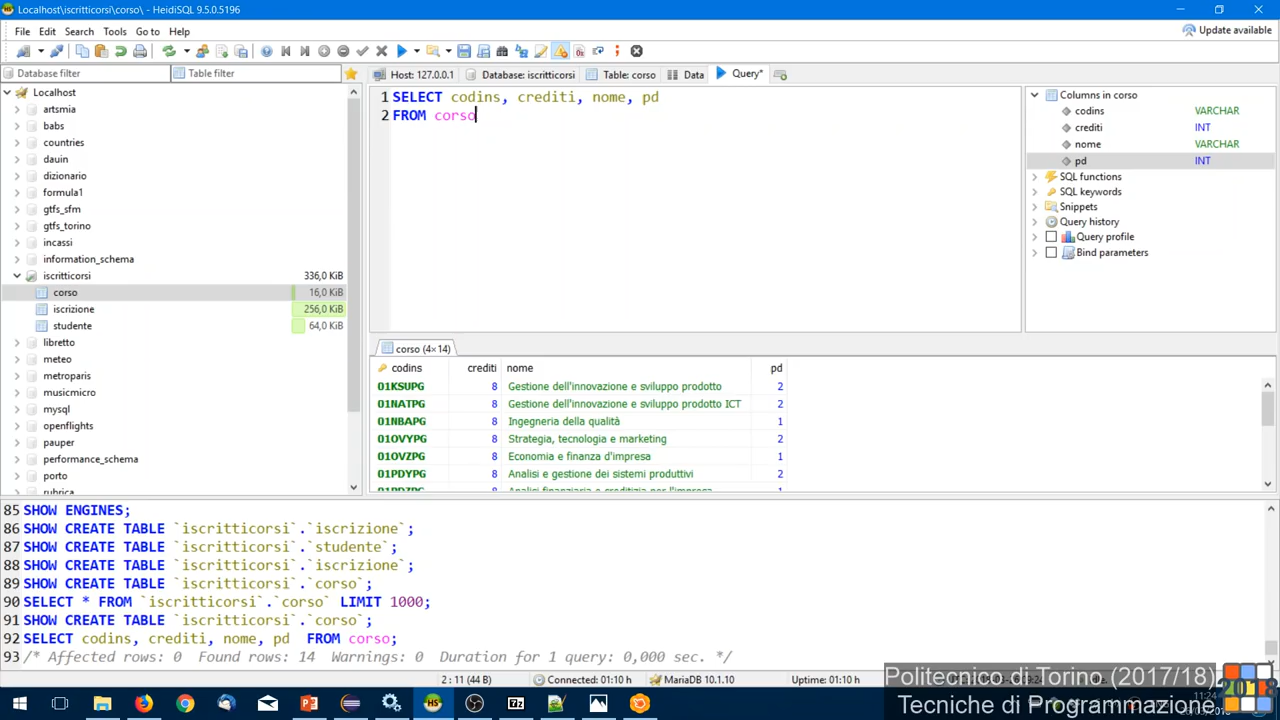 Localhost\iscritticorsi\corso\ - HeidiSQL 9.5.0.5196
File Edit Search Tools Go to Help
Update available
Database filter
Table filter
Host: 127.0.0.1
Database: iscritticorsi
Table: corso
Data
Query*
Localhost
artsmia
babs
countries
dauin
dizionario
formula1
gtfs_sfm
gtfs_torino
incassi
information_schema
iscritticorsi 336,0 KiB
corso 16,0 KiB
iscrizione 256,0 KiB
studente 64,0 KiB
libretto
meteo
metroparis
musicmicro
mysql
openflights
pauper
performance_schema
porto
rubrica
1 SELECT codins, crediti, nome, pd
2 FROM corso
Columns in corso
codins VARCHAR
crediti INT
nome VARCHAR
pd INT
SQL functions
SQL keywords
Snippets
Query history
Query profile
Bind parameters
corso (4×14)
codins crediti nome pd
01KSUPG 8 Gestione dell'innovazione e sviluppo prodotto 2
01NATPG 8 Gestione dell'innovazione e sviluppo prodotto ICT 2
01NBAPG 8 Ingegneria della qualità 1
01OVYPG 8 Strategia, tecnologia e marketing 2
01OVZPG 8 Economia e finanza d'impresa 1
01PDYPG 8 Analisi e gestione dei sistemi produttivi 2
8 Analisi finanziaria e creditizia per l'impresa 1
85 SHOW ENGINES;
86 SHOW CREATE TABLE `iscritticorsi`.`iscrizione`;
87 SHOW CREATE TABLE `iscritticorsi`.`studente`;
88 SHOW CREATE TABLE `iscritticorsi`.`iscrizione`;
89 SHOW CREATE TABLE `iscritticorsi`.`corso`;
90 SELECT * FROM `iscritticorsi`.`corso` LIMIT 1000;
91 SHOW CREATE TABLE `iscritticorsi`.`corso`;
92 SELECT codins, crediti, nome, pd  FROM corso;
93 /* Affected rows: 0  Found rows: 14  Warnings: 0  Duration for 1 query: 0,000 sec. */
2 : 11 (44 B)
Connected: 01:10 h
MariaDB 10.1.10
Uptime: 01:10 h
Politecnico di Torino (2017/18)
Tecniche di Programmazione
2018
11:24